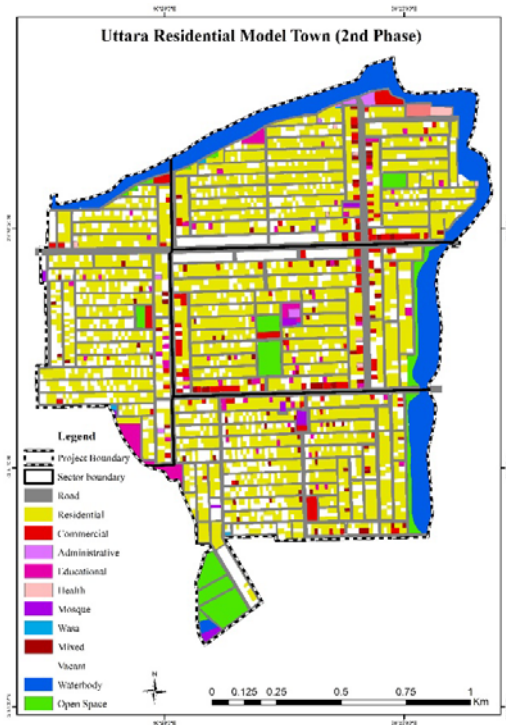 Uttara Residential Model Town (2nd Phase)
Legend
Project Boundary
Sector boundary
Road
Residential
Commercial
Administrative
Educational
Health
Mosque
Wasa
Mixed
Vacant
Waterbody
Open Space
N
0 0.125 0.25 0.5 0.75 1
Km